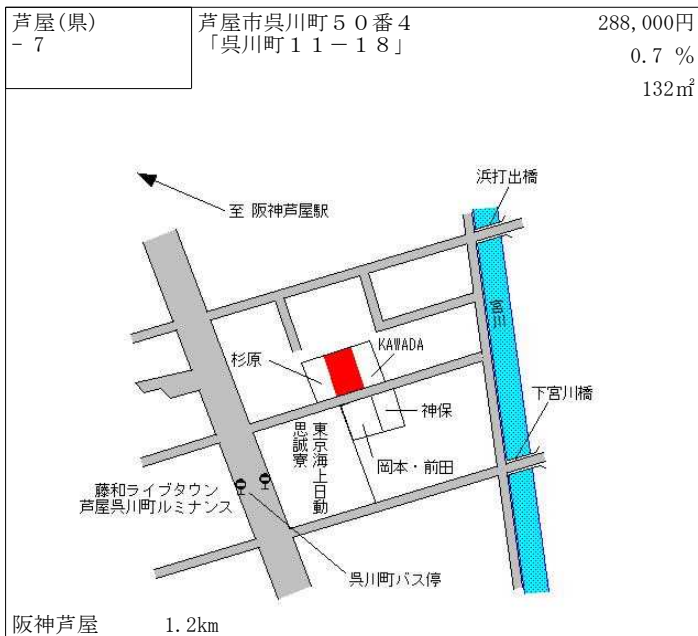 芦屋(県)
- 7
芦屋市呉川町５０番４
「呉川町１１－１８」
288,000円
0.7 %
132㎡
浜打出橋
至 阪神芦屋駅
宮川
杉原
KAWADA
下宮川橋
神保
東京海上日動
思誠寮
岡本・前田
藤和ライブタウン
芦屋呉川町ルミナンス
呉川町バス停
阪神芦屋 1.2km